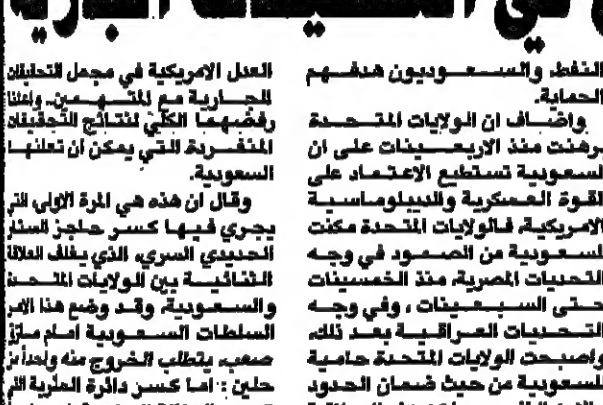 في
النفط، والسعوديون هدفهم
الحماية.
واضاف ان الولايات المتحدة
برهنت منذ الاربعينات على ان
السعودية تستطيع الاعتماد على
القوة العسكرية والديبلوماسية
الامريكية، فالولايات المتحدة مكنت
السعودية من الصمود في وجه
التحديات المصرية، منذ الخمسينات
حتى السبعينات، وفي وجه
التحديات العراقية بعد ذلك،
واصبحت الولايات المتحدة حامية
للسعودية من حيث ضمان الحدود
العدل الامريكية في مجمل التحقيقات
الجارية مع المتهمين.. واعلنا
رفضهما الكلّي لنتائج التحقيقات
المنفردة التي يمكن ان تعلنها
السعودية.
وقال ان هذه هي المرة الاولى التي
يجري فيها كسر حاجز الستار
الحديدي السري، الذي يغلف العلاقة
الثنائية بين الولايات المتحدة
والسعودية، وقد وضع هذا الامر
السلطات السعودية امام مأزق
صعب، يتطلب الخروج منه واحداً من
حلين: اما كسر دائرة